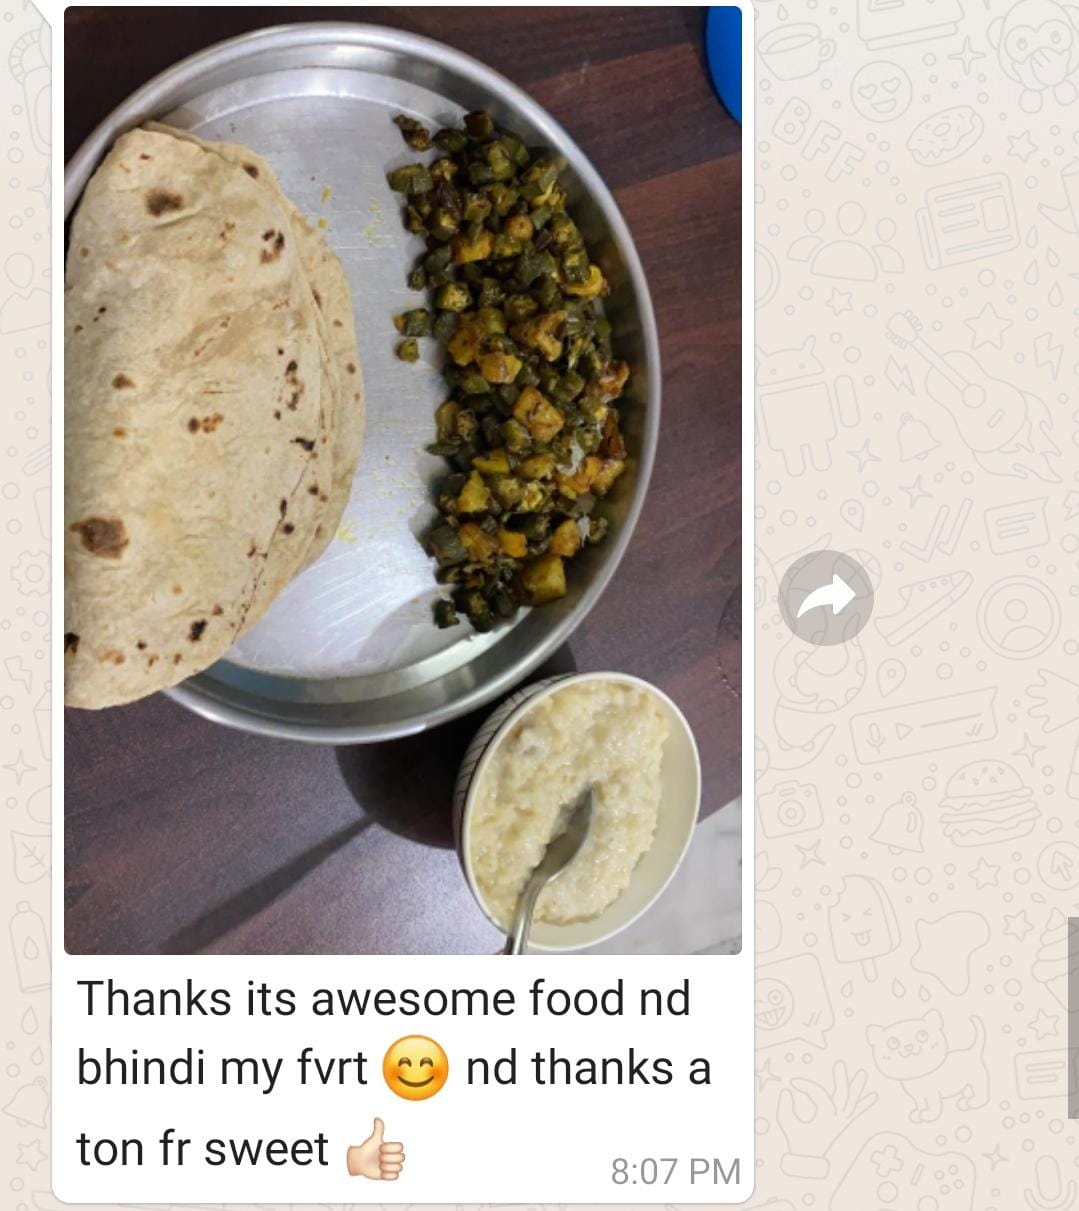 Thanks its awesome food nd
bhindi my fvrt 😊 nd thanks a
ton fr sweet 👍🏻
8:07 PM